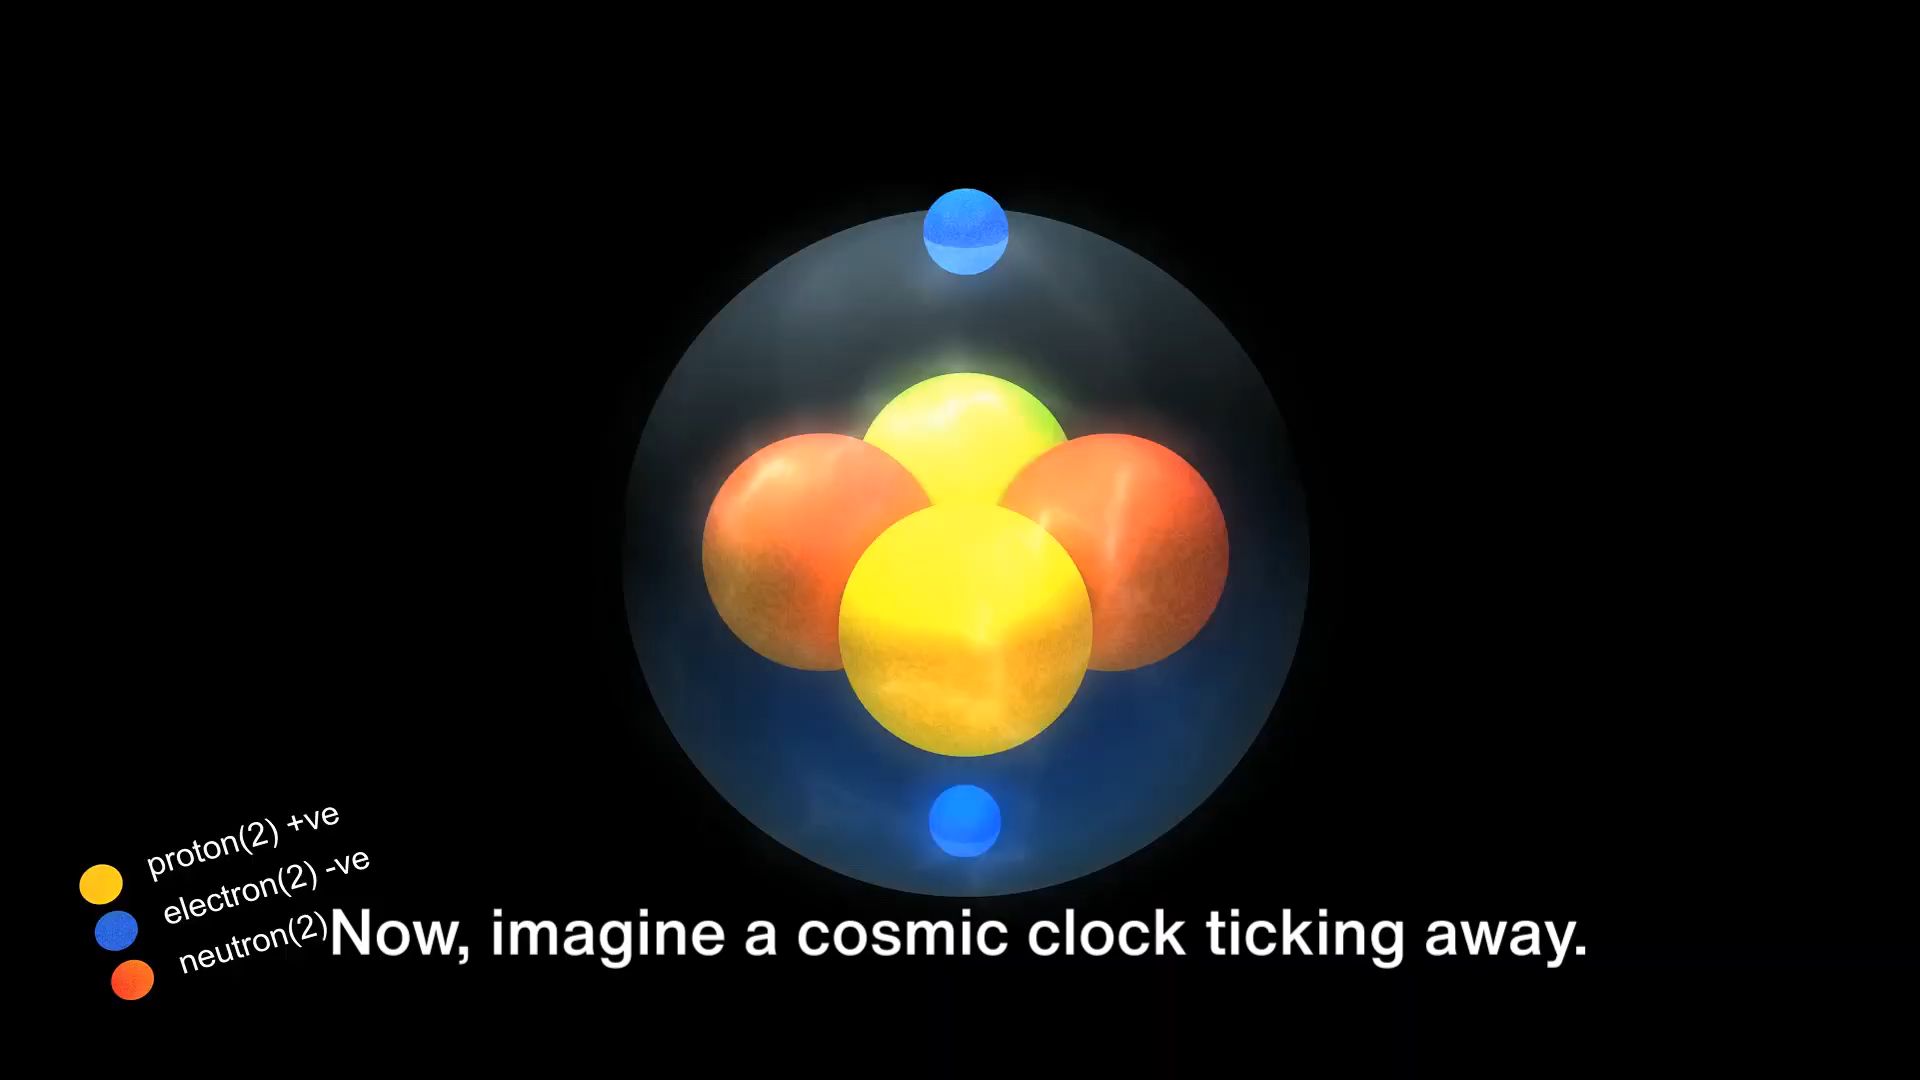 proton(2) +ve
electron(2) -ve
neutron(2)
Now, imagine a cosmic clock ticking away.